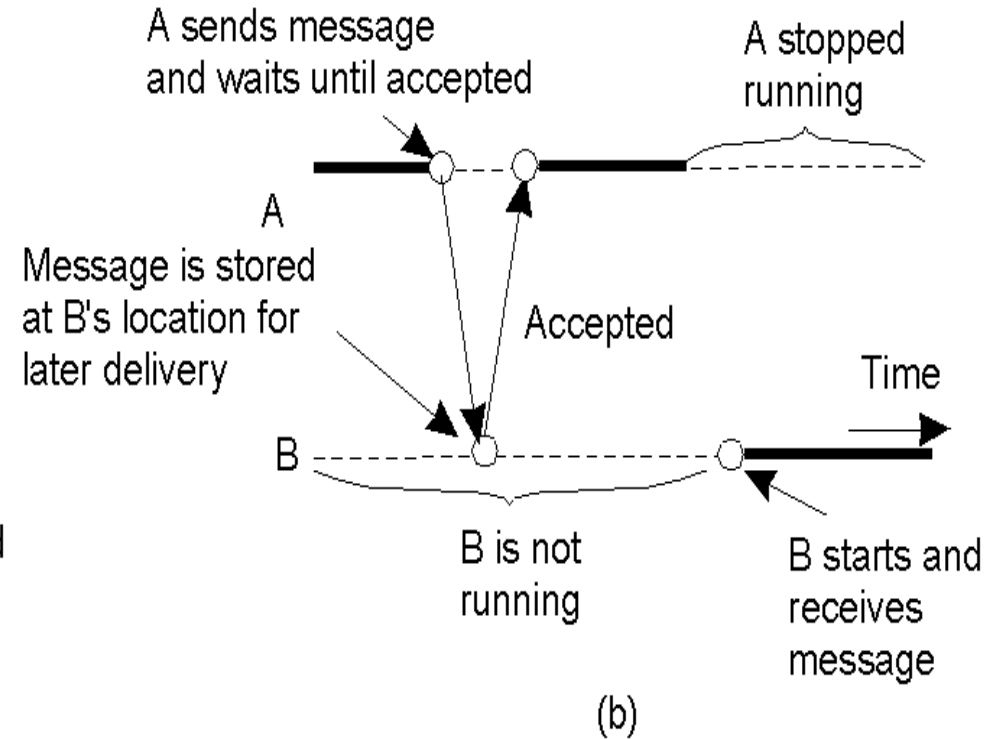 A sends message
and waits until accepted
A stopped
running
A
Message is stored
at B's location for
later delivery
Accepted
Time
B
B is not
running
B starts and
receives
message
(b)